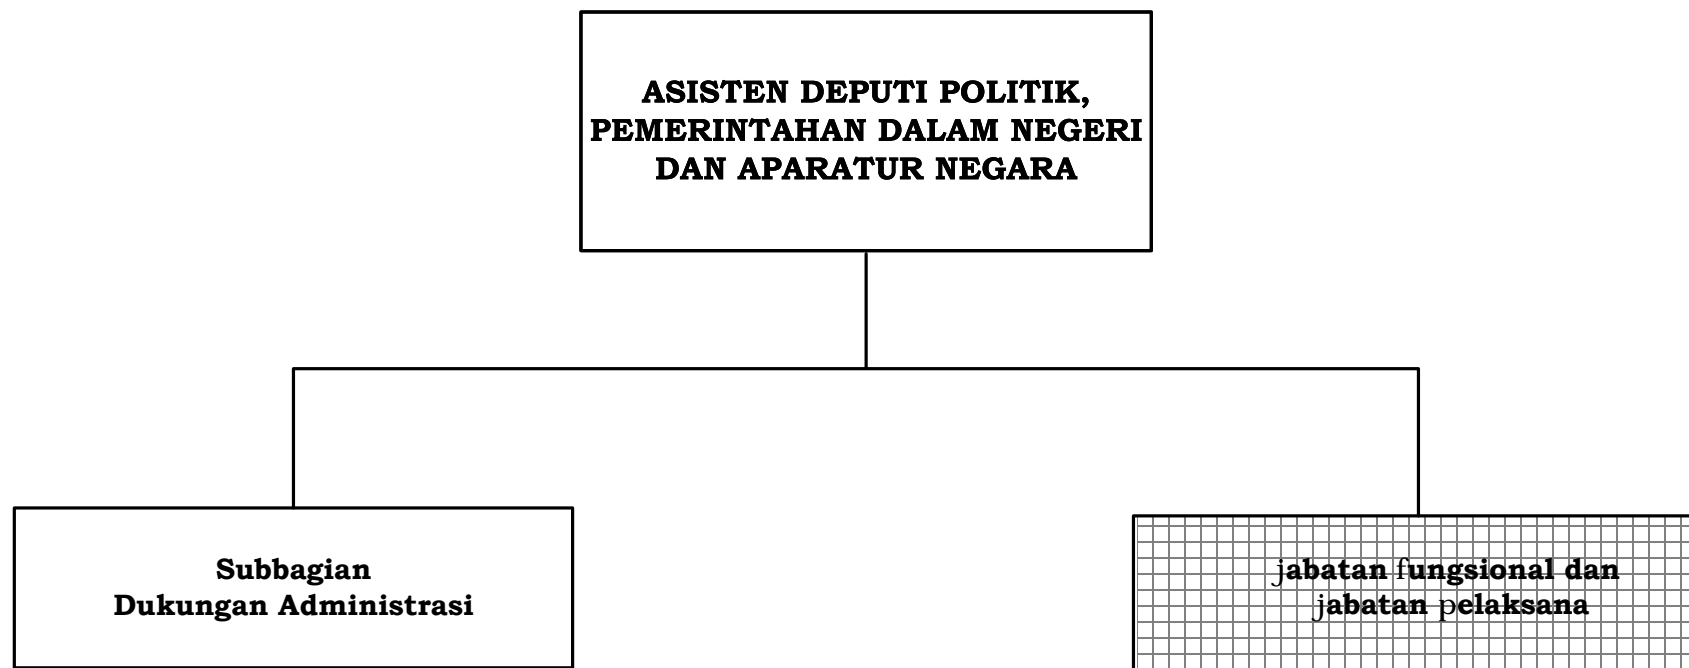 ASISTEN DEPUTI POLITIK,
PEMERINTAHAN DALAM NEGERI
DAN APARATUR NEGARA
Subbagian
Dukungan Administrasi
jabatan fungsional dan
jabatan pelaksana